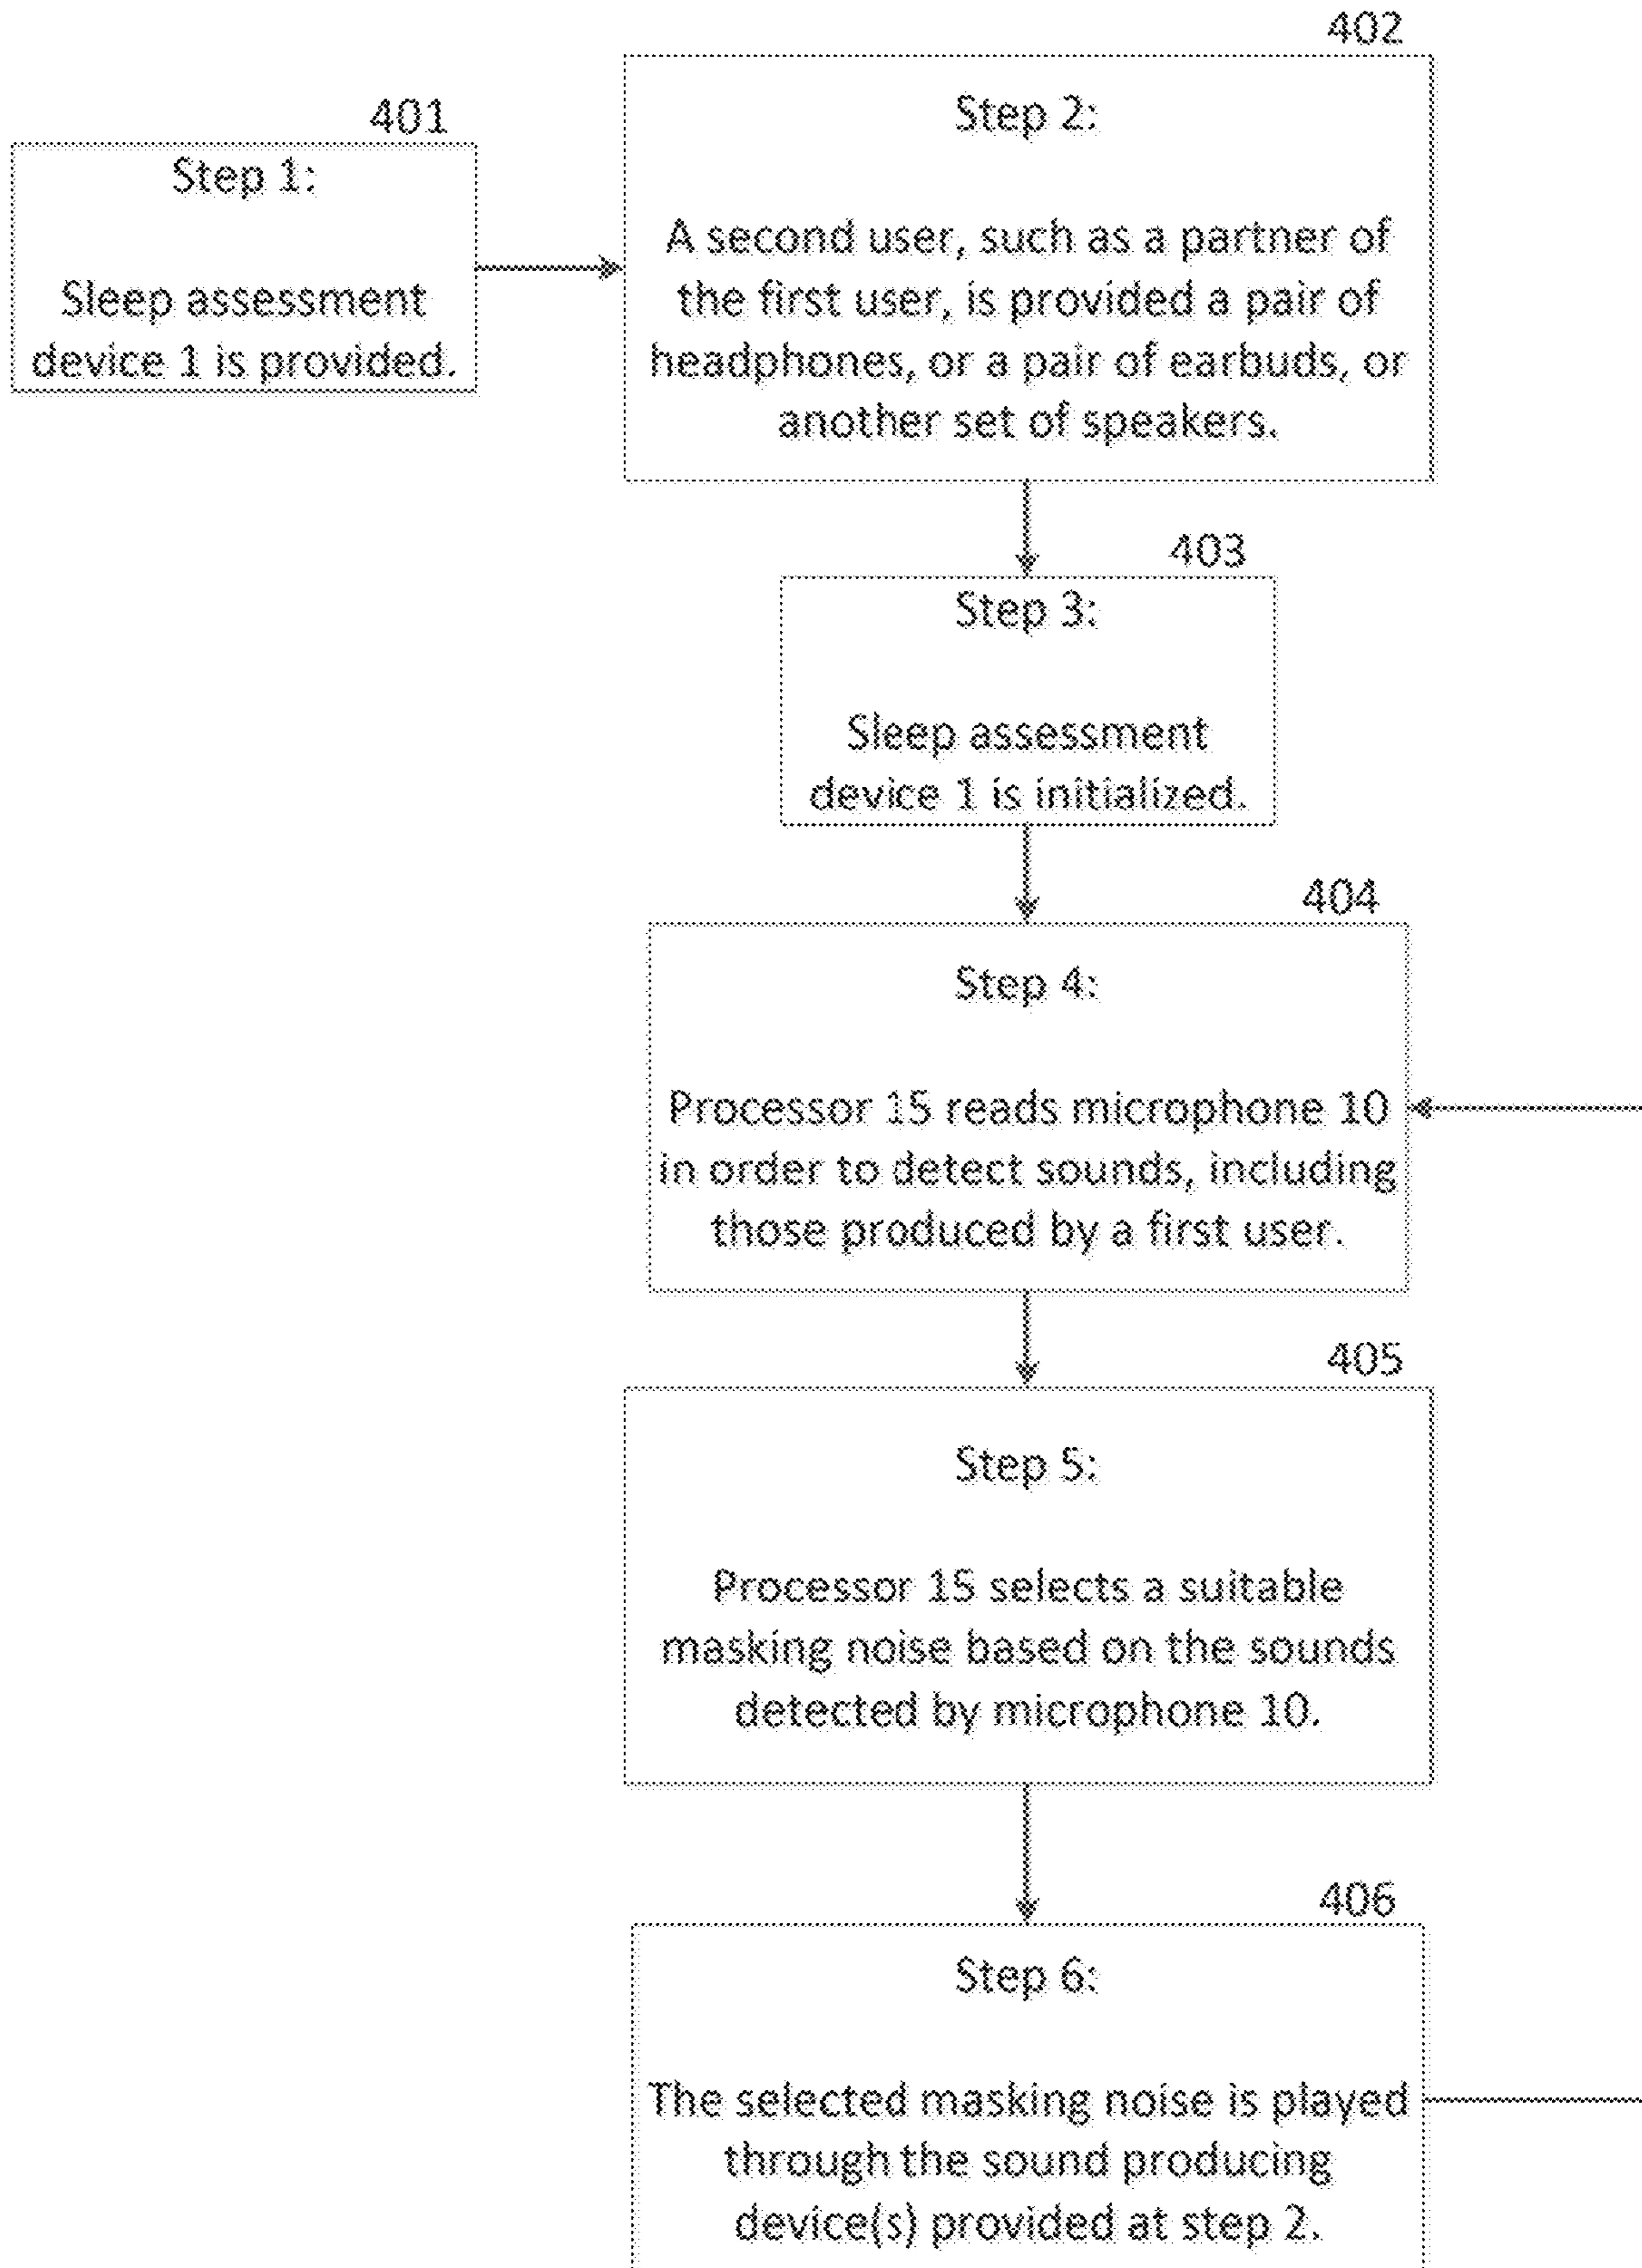 401
Step 1:
Sleep assessment
device 1 is provided.
402
Step 2:
A second user, such as a partner of
the first user, is provided a pair of
headphones, or a pair of earbuds, or
another set of speakers.
403
Step 3:
Sleep assessment
device 1 is initialized.
404
Step 4:
Processor 15 reads microphone 10
in order to detect sounds, including
those produced by a first user.
405
Step 5:
Processor 15 selects a suitable
masking noise based on the sounds
detected by microphone 10.
406
Step 6:
The selected masking noise is played
through the sound producing
device(s) provided at step 2.